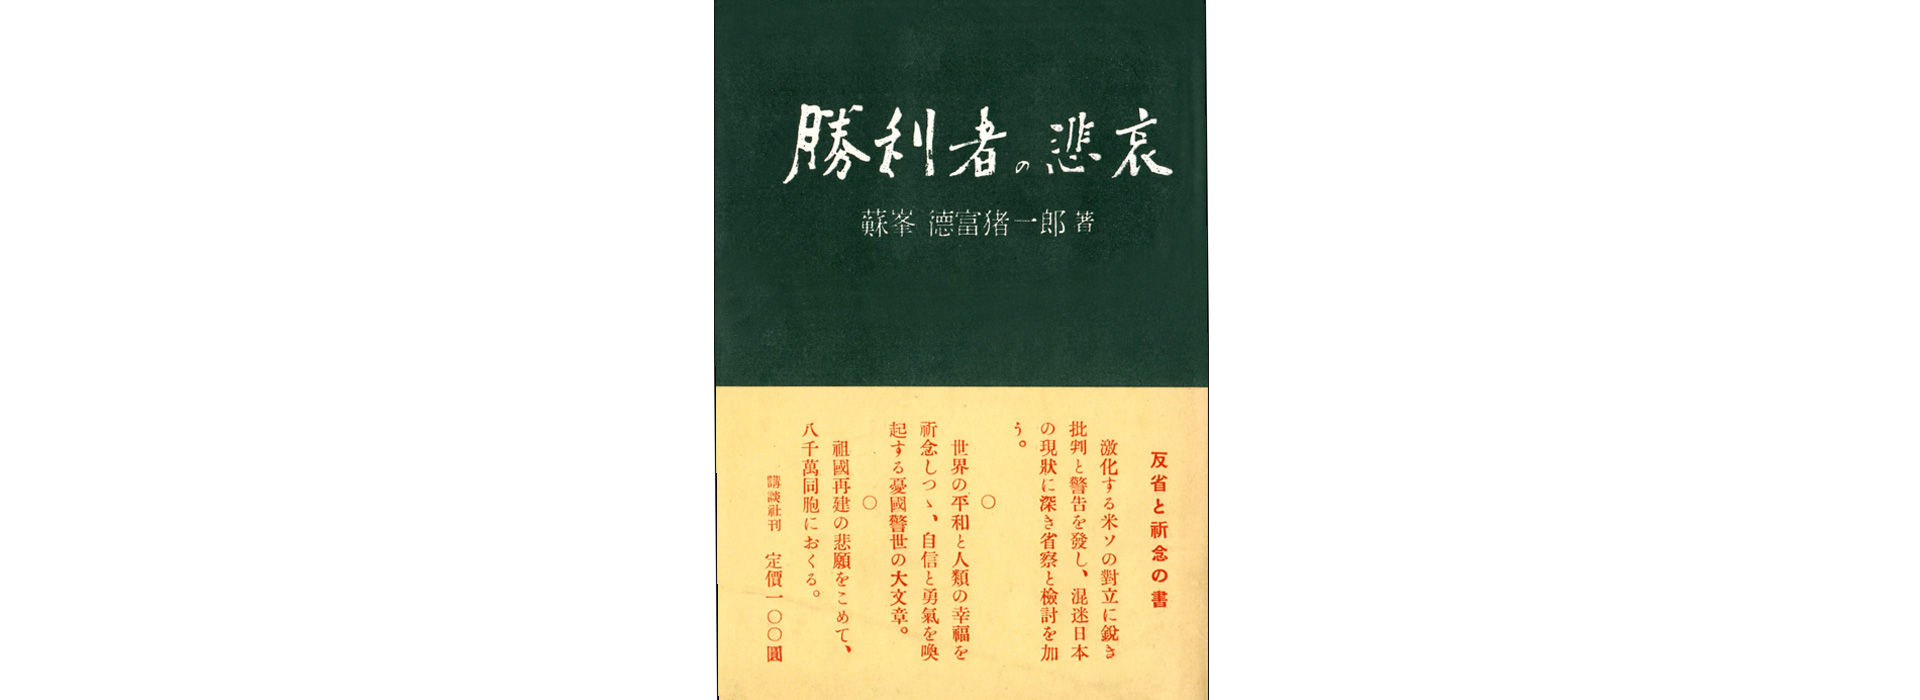 勝利者の悲哀
蘇峯 德富猪一郎 著
反省と祈念の書
激化する米ソの對立に銳き
批判と警告を發し、混迷日本
の現狀に深き省察と檢討を加
う。
〇
世界の平和と人類の幸福を
祈念しつゝ、自信と勇氣を喚
起する憂國警世の大文章。
〇
祖國再建の悲願をこめて、
八千萬同胞におくる。
講談社刊 定價一〇〇圓